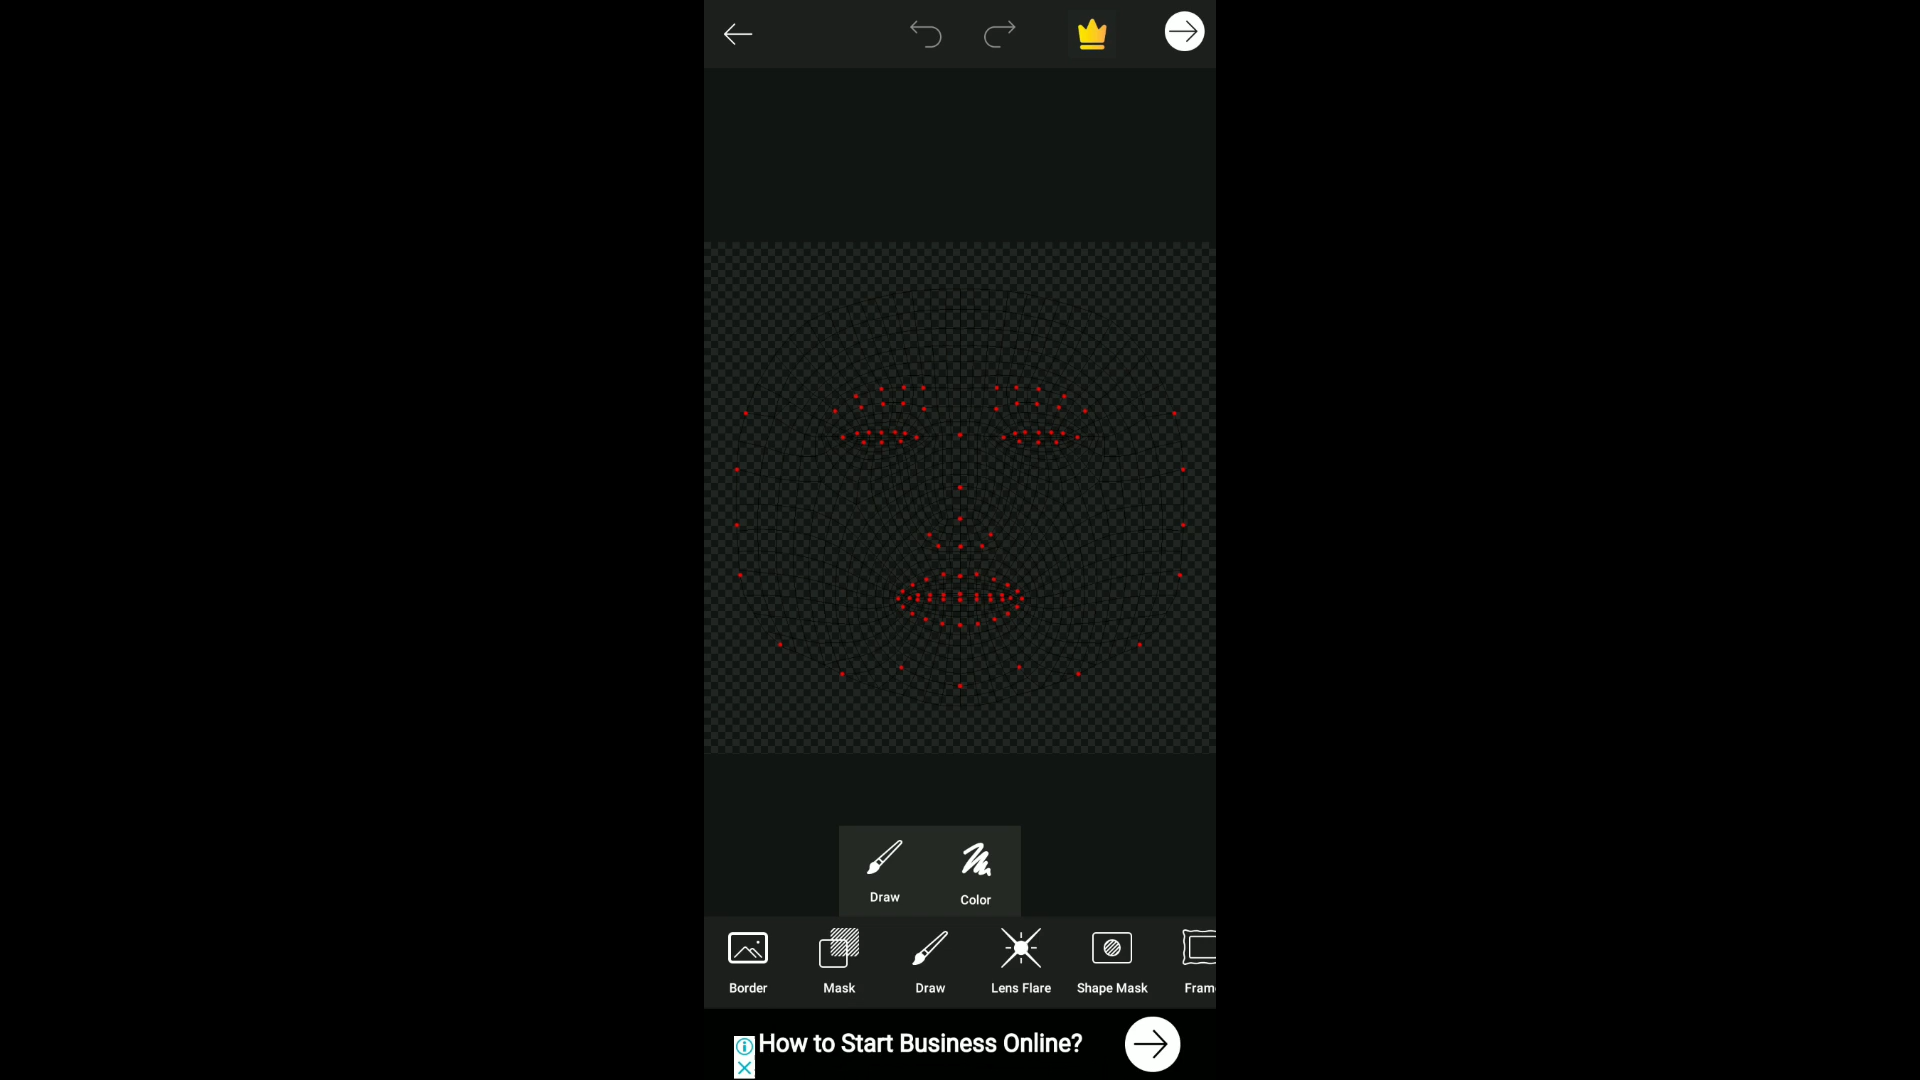 Draw
Color
Border
Mask
Draw
Lens Flare
Shape Mask
Fram
How to Start Business Online?